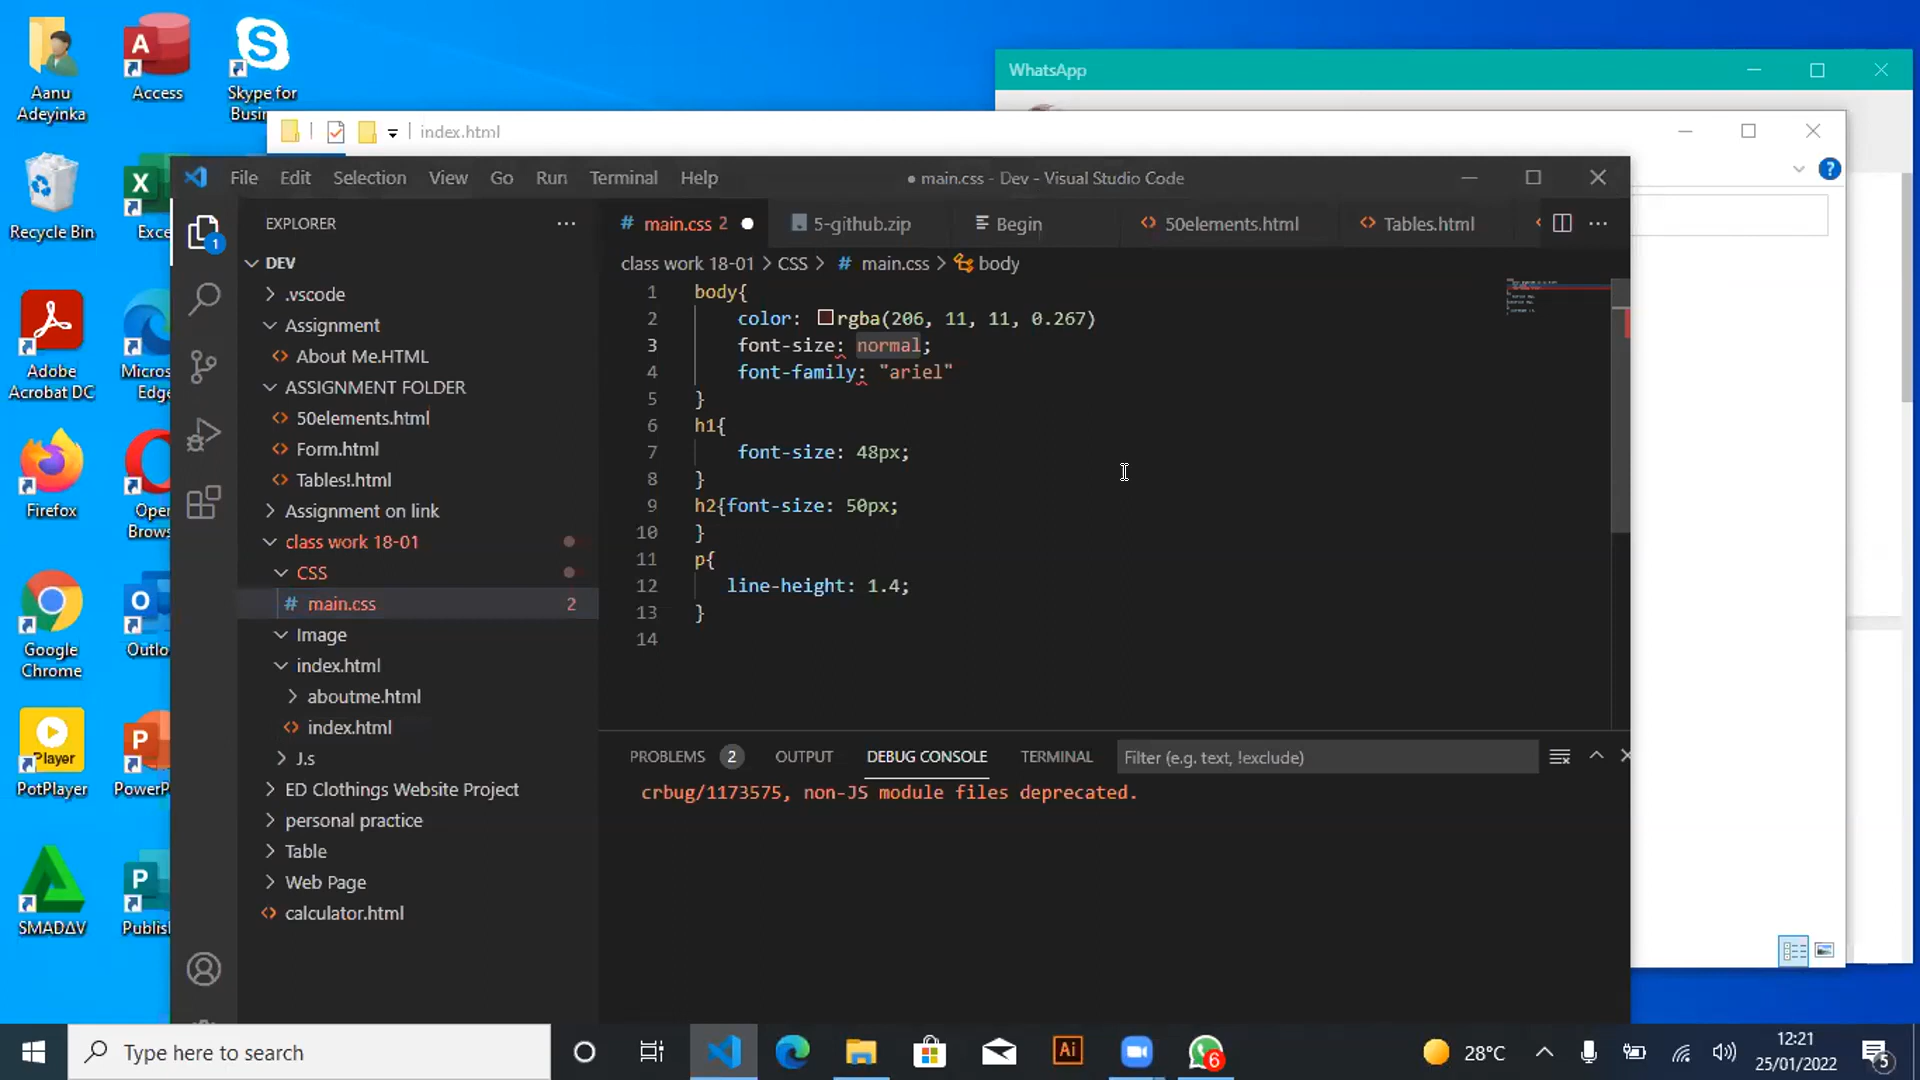 Aanu
Adeyinka
Access
Skype for
Busin
WhatsApp
index.html
File Edit Selection View Go Run Terminal Help
● main.css - Dev - Visual Studio Code
EXPLORER
main.css 2
5-github.zip
Begin
50elements.html
Tables.html
class work 18-01 > CSS > # main.css > body
DEV
.vscode
Assignment
About Me.HTML
ASSIGNMENT FOLDER
50elements.html
Form.html
Tables!.html
Assignment on link
class work 18-01
CSS
# main.css 2
Image
index.html
aboutme.html
index.html
J.s
ED Clothings Website Project
personal practice
Table
Web Page
calculator.html
1 body{
2 color: rgba(206, 11, 11, 0.267)
3 font-size: normal;
4 font-family: "ariel"
5 }
6 h1{
7 font-size: 48px;
8 }
9 h2{font-size: 50px;
10 }
11 p{
12 line-height: 1.4;
13 }
14
PROBLEMS 2 OUTPUT DEBUG CONSOLE TERMINAL Filter (e.g. text, !exclude)
crbug/1173575, non-JS module files deprecated.
Recycle Bin
Exce
Adobe
Acrobat DC
Micros
Edg
Firefox
Oper
Brows
Google
Chrome
Outlo
Player
PotPlayer
PowerP
SMADΔV
Publis
Type here to search
Ai
6
28°C
12:21
25/01/2022
5